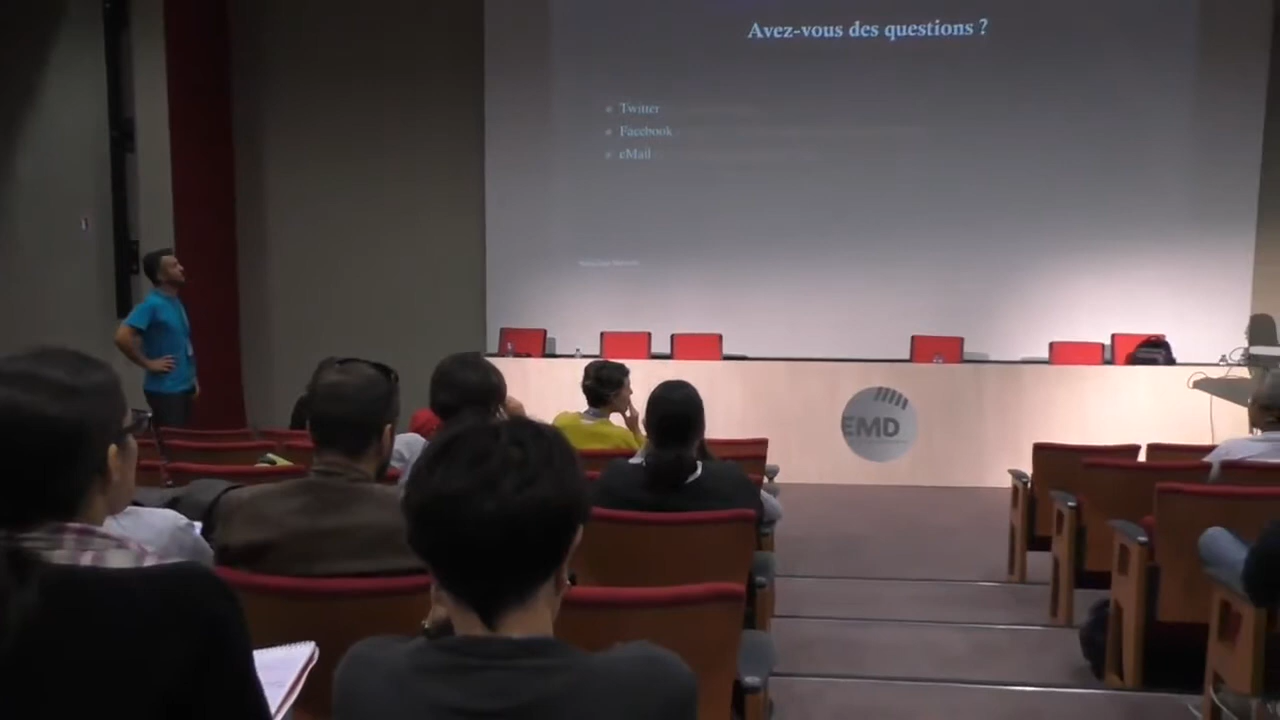 Avez-vous des questions ?
Twitter
Facebook
eMail
EMD